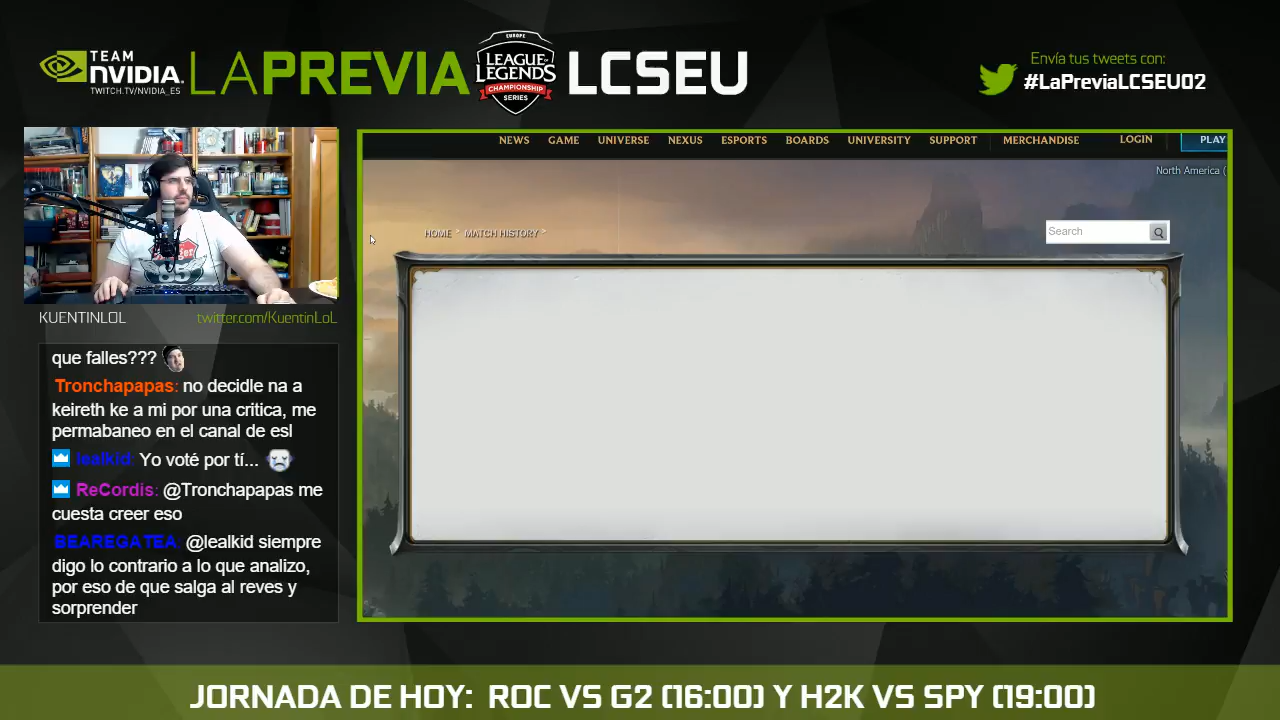 TEAM
NVIDIA.
TWITCH.TV/NVIDIA_ES
LAPREVIA
EUROPE
LEAGUE OF
LEGENDS
CHAMPIONSHIP
SERIES
LCSEU
Envía tus tweets con:
#LaPreviaLCSEU02
NEWS GAME UNIVERSE NEXUS ESPORTS BOARDS UNIVERSITY SUPPORT MERCHANDISE LOGIN PLAY
North America (
HOME > MATCH HISTORY >
Search
85
KUENTINLOL
twitter.com/KuentinLoL
que falles???
Tronchapapas: no decidle na a
keireth ke a mi por una critica, me
permabaneo en el canal de esl
lealkid: Yo voté por tí...
ReCordis: @Tronchapapas me
cuesta creer eso
BEAREGATEA: @lealkid siempre
digo lo contrario a lo que analizo,
por eso de que salga al reves y
sorprender
JORNADA DE HOY: ROC VS G2 (16:00) Y H2K VS SPY (19:00)